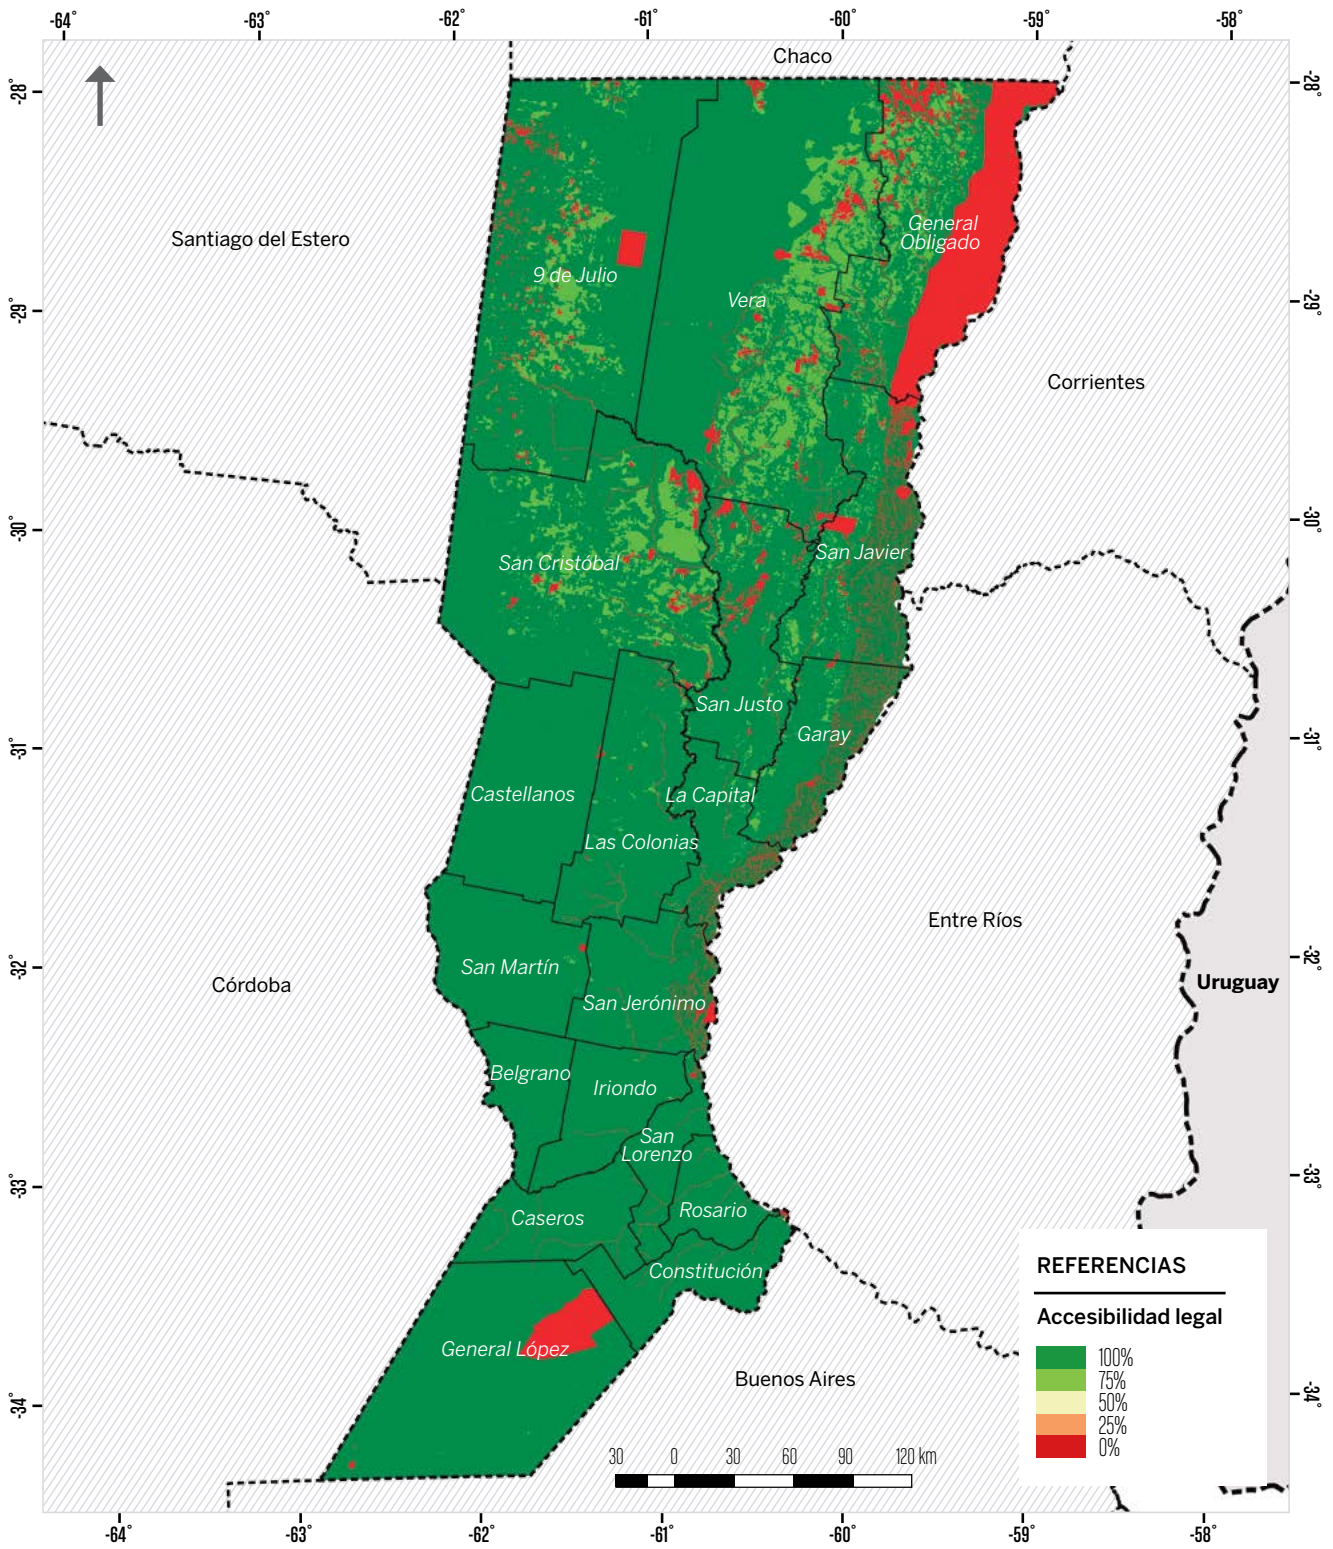 -64° -63° -62° -61° -60° -59° -58°
Chaco
-28° -28°
General
Obligado
Santiago del Estero
9 de Julio
Vera
-29° -29°
Corrientes
-30° -30°
San Javier
San Cristóbal
San Justo
Garay
-31° -31°
Castellanos
La Capital
Las Colonias
Entre Ríos
San Martín
-32° -32°
Córdoba
Uruguay
San Jerónimo
Belgrano
Iriondo
San
Lorenzo
-33° -33°
Rosario
Caseros
Constitución
General López
Buenos Aires
-34° -34°
REFERENCIAS
Accesibilidad legal
100%
75%
50%
25%
0%
30 0 30 60 90 120 km
-64° -63° -62° -61° -60° -59° -58°